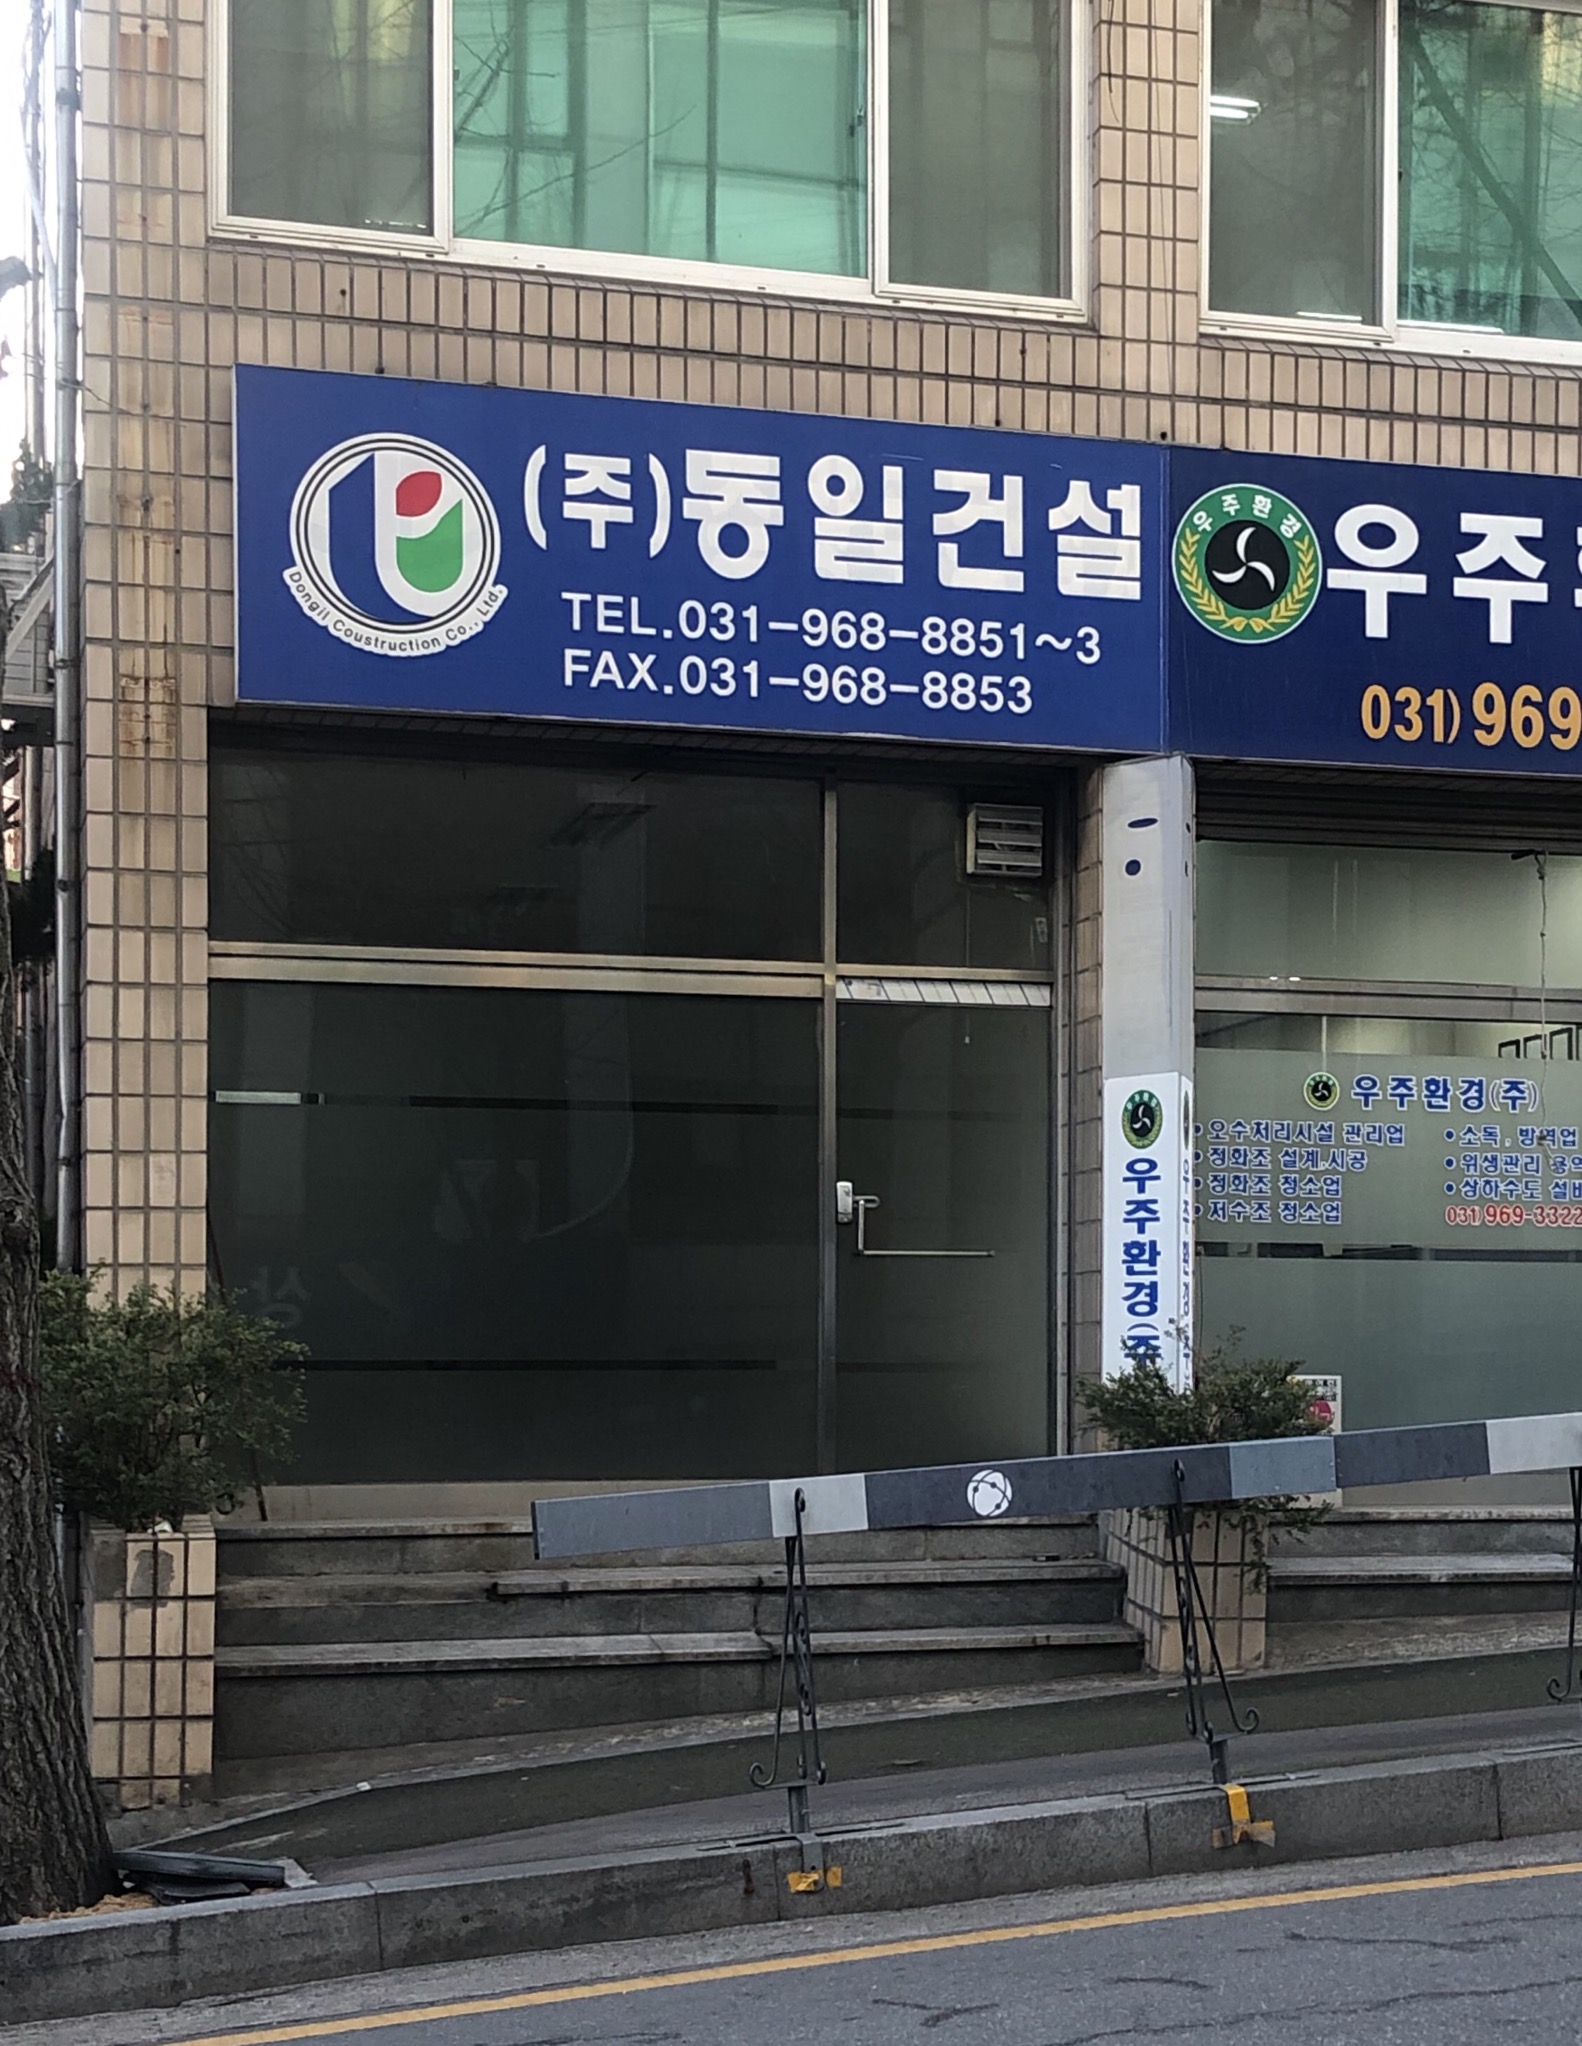 (주)동일건설
TEL.031-968-8851~3
FAX.031-968-8853
Dongil Coustruction Co., Ltd.
우주환경
우주
031) 969
우주환경(주)
오수처리시설 관리업
정화조 설계.시공
정화조 청소업
저수조 청소업
소독, 방역업
위생관리 용역
상하수도 설비
031) 969-3322
우주환경(주